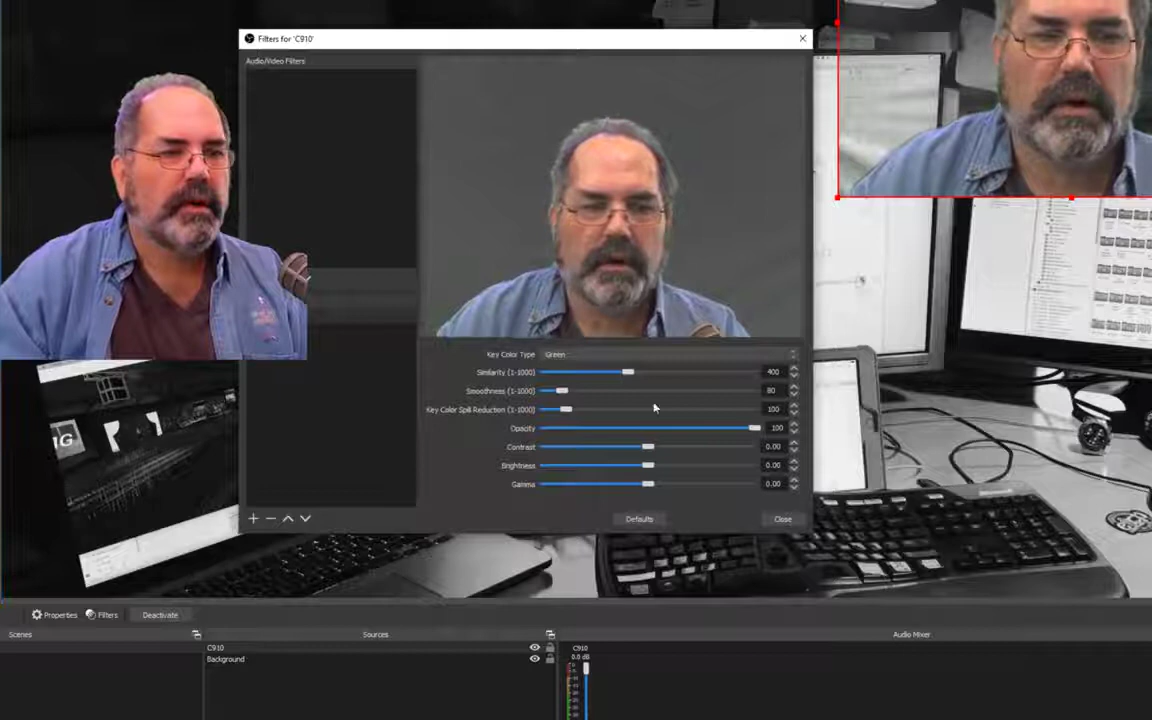 Filters for 'C910'
Audio/Video Filters
Key Color Type Green
Similarity (1-1000) 400
Smoothness (1-1000) 80
Key Color Spill Reduction (1-1000) 100
Opacity 100
Contrast 0.00
Brightness 0.00
Gamma 0.00
Defaults
Close
Properties
Filters
Deactivate
Scenes
Sources
Audio Mixer
C910
Background
C910
0.0 dB